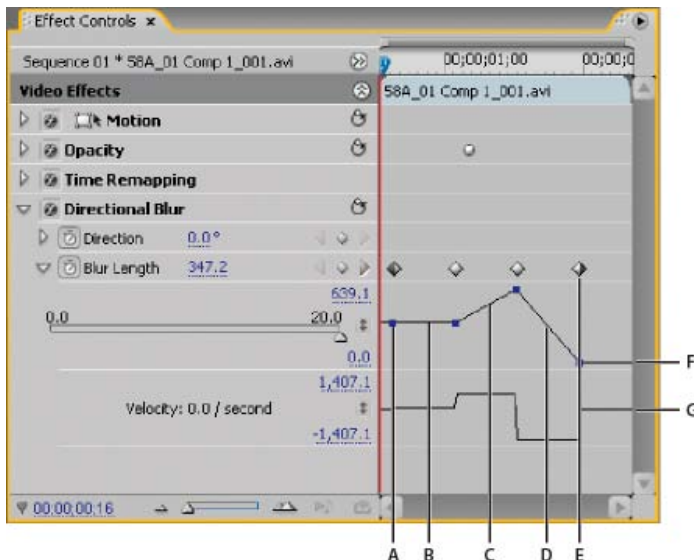 Effect Controls x
Sequence 01 * 58A_01 Comp 1_001.avi
00;00;01;00 00;00;0
Video Effects
58A_01 Comp 1_001.avi
Motion
Opacity
Time Remapping
Directional Blur
Direction 0.0°
Blur Length 347.2
639.1
0.0 20.0
0.0
F
1,407.1
Velocity: 0.0 / second
G
-1,407.1
00;00;00;16
A B C D E